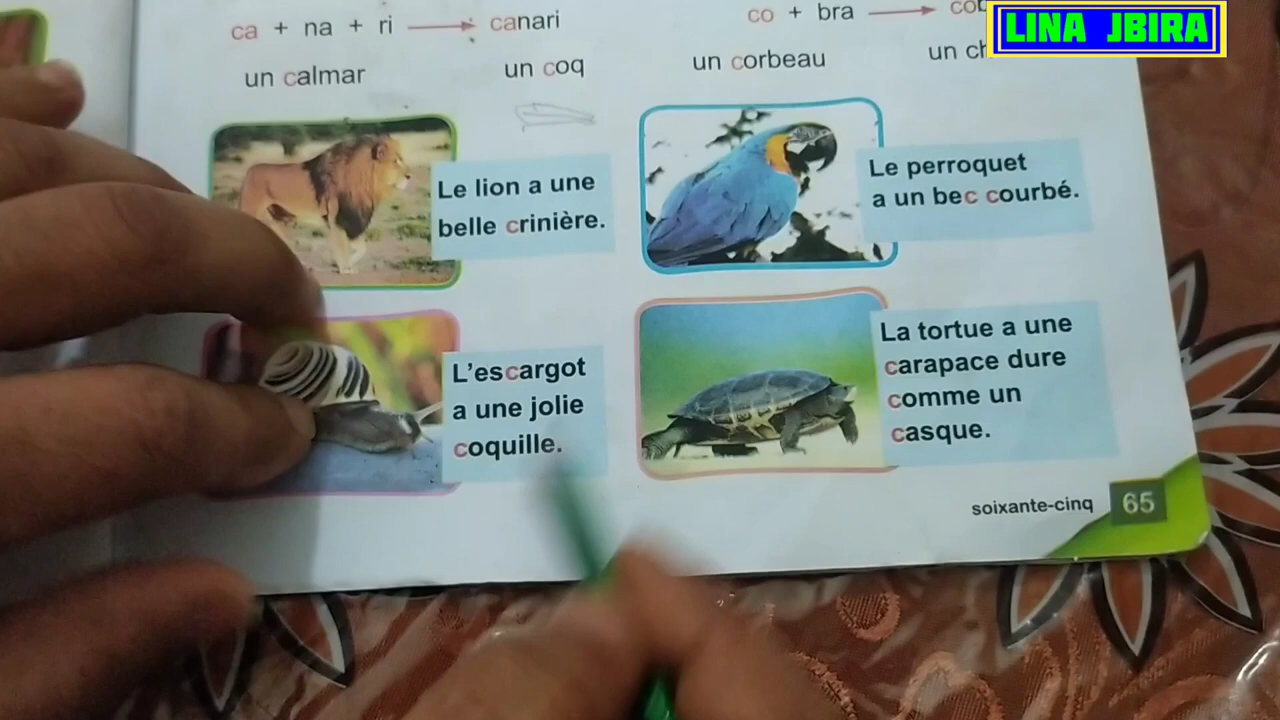 ca + na + ri → canari
co + bra →
un calmar
un coq
un corbeau
un
LINA JBIRA
Le lion a une
belle crinière.
Le perroquet
a un bec courbé.
L'escargot
a une jolie
coquille.
La tortue a une
carapace dure
comme un
casque.
soixante-cinq 65